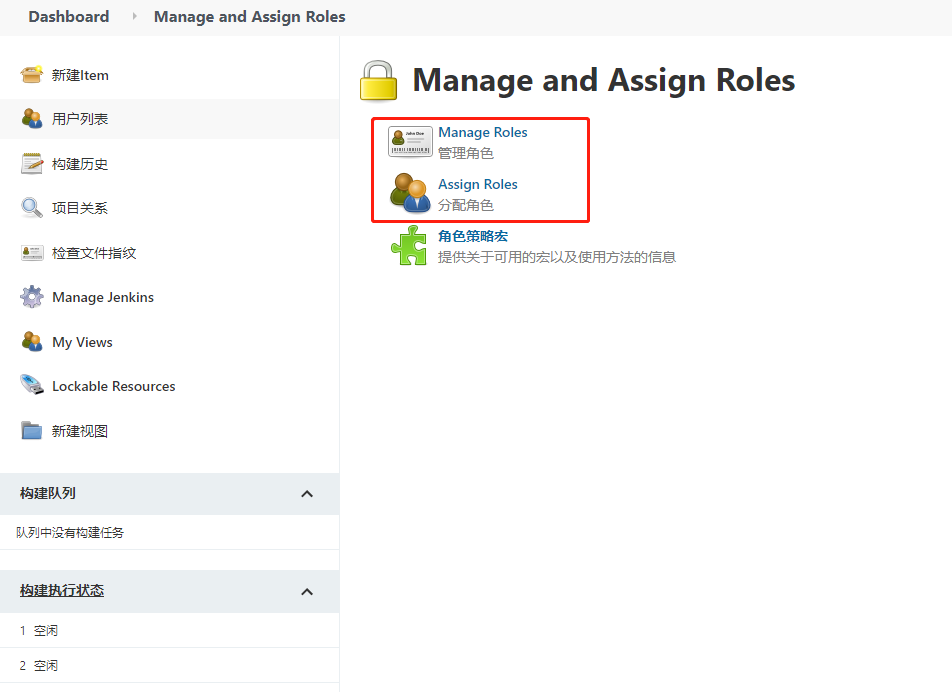 Dashboard Manage and Assign Roles
新建Item
用户列表
构建历史
项目关系
检查文件指纹
Manage Jenkins
My Views
Lockable Resources
新建视图
构建队列
队列中没有构建任务
构建执行状态
1 空闲
2 空闲
Manage and Assign Roles
John Doe
Manage Roles
管理角色
Assign Roles
分配角色
角色策略宏
提供关于可用的宏以及使用方法的信息